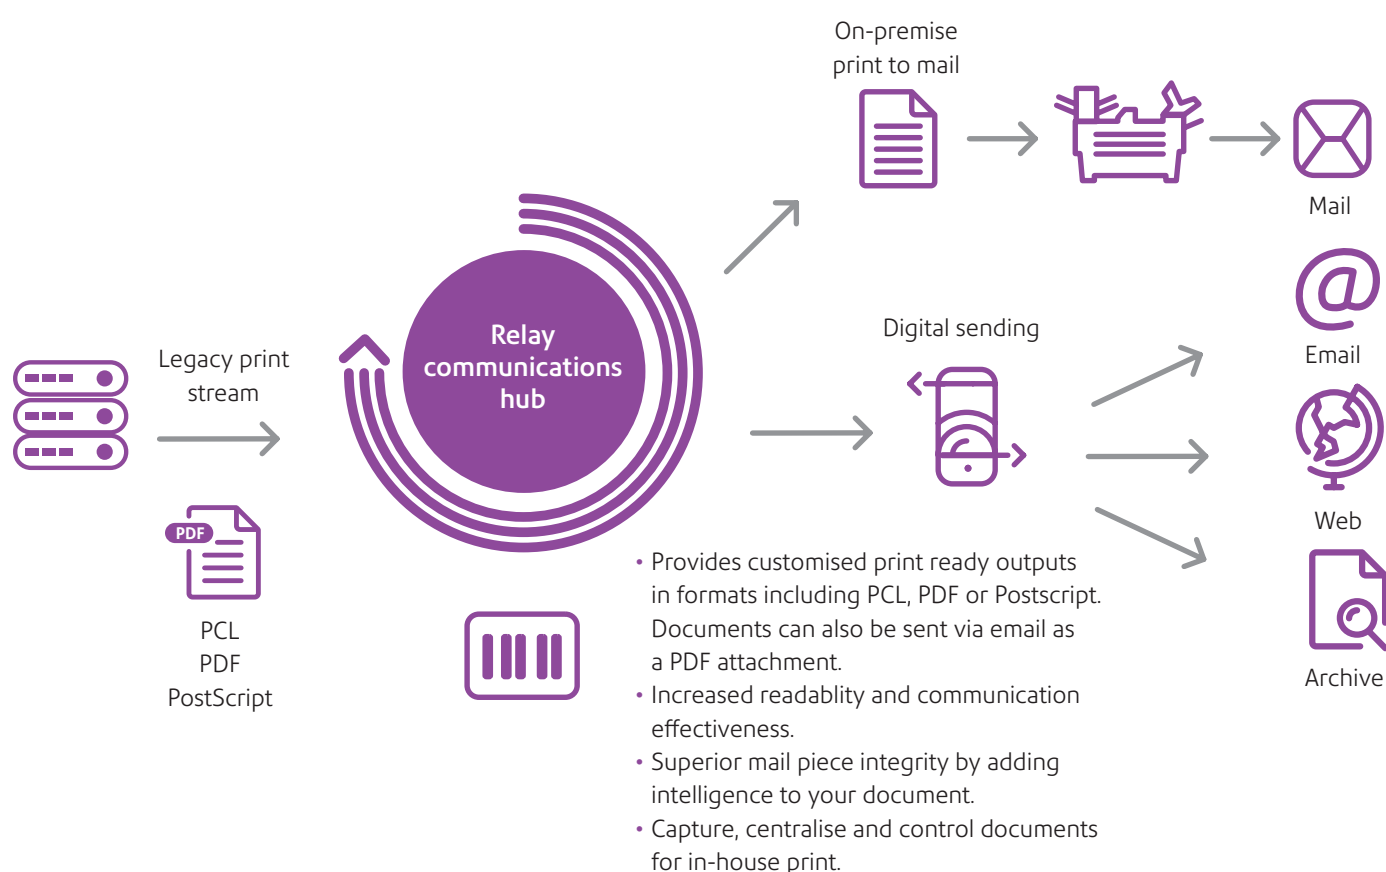 On-premise
print to mail
Mail
Legacy print
stream
PDF
PCL
PDF
PostScript
Relay
communications
hub
Digital sending
@
Email
Web
Archive
• Provides customised print ready outputs
in formats including PCL, PDF or Postscript.
Documents can also be sent via email as
a PDF attachment.
• Increased readablity and communication
effectiveness.
• Superior mail piece integrity by adding
intelligence to your document.
• Capture, centralise and control documents
for in-house print.